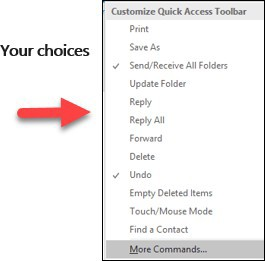 Customize Quick Access Toolbar
Print
Save As
Your choices
✓ Send/Receive All Folders
Update Folder
Reply
Reply All
Forward
Delete
✓ Undo
Empty Deleted Items
Touch/Mouse Mode
Find a Contact
More Commands...